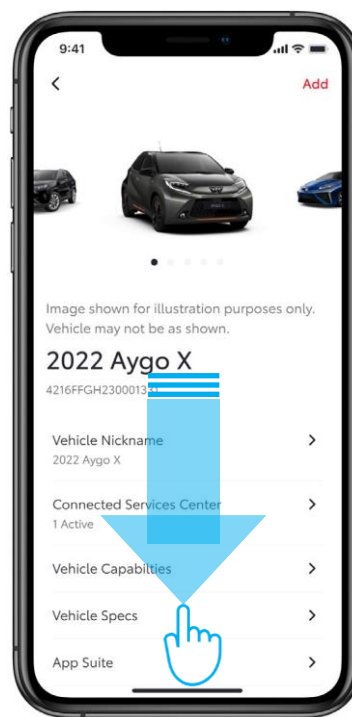 9:41
Add
Image shown for illustration purposes only.
Vehicle may not be as shown.
2022 Aygo X
Vehicle Nickname
2022 Aygo X
Connected Services Center
1 Active
Vehicle Capabilties
Vehicle Specs
App Suite